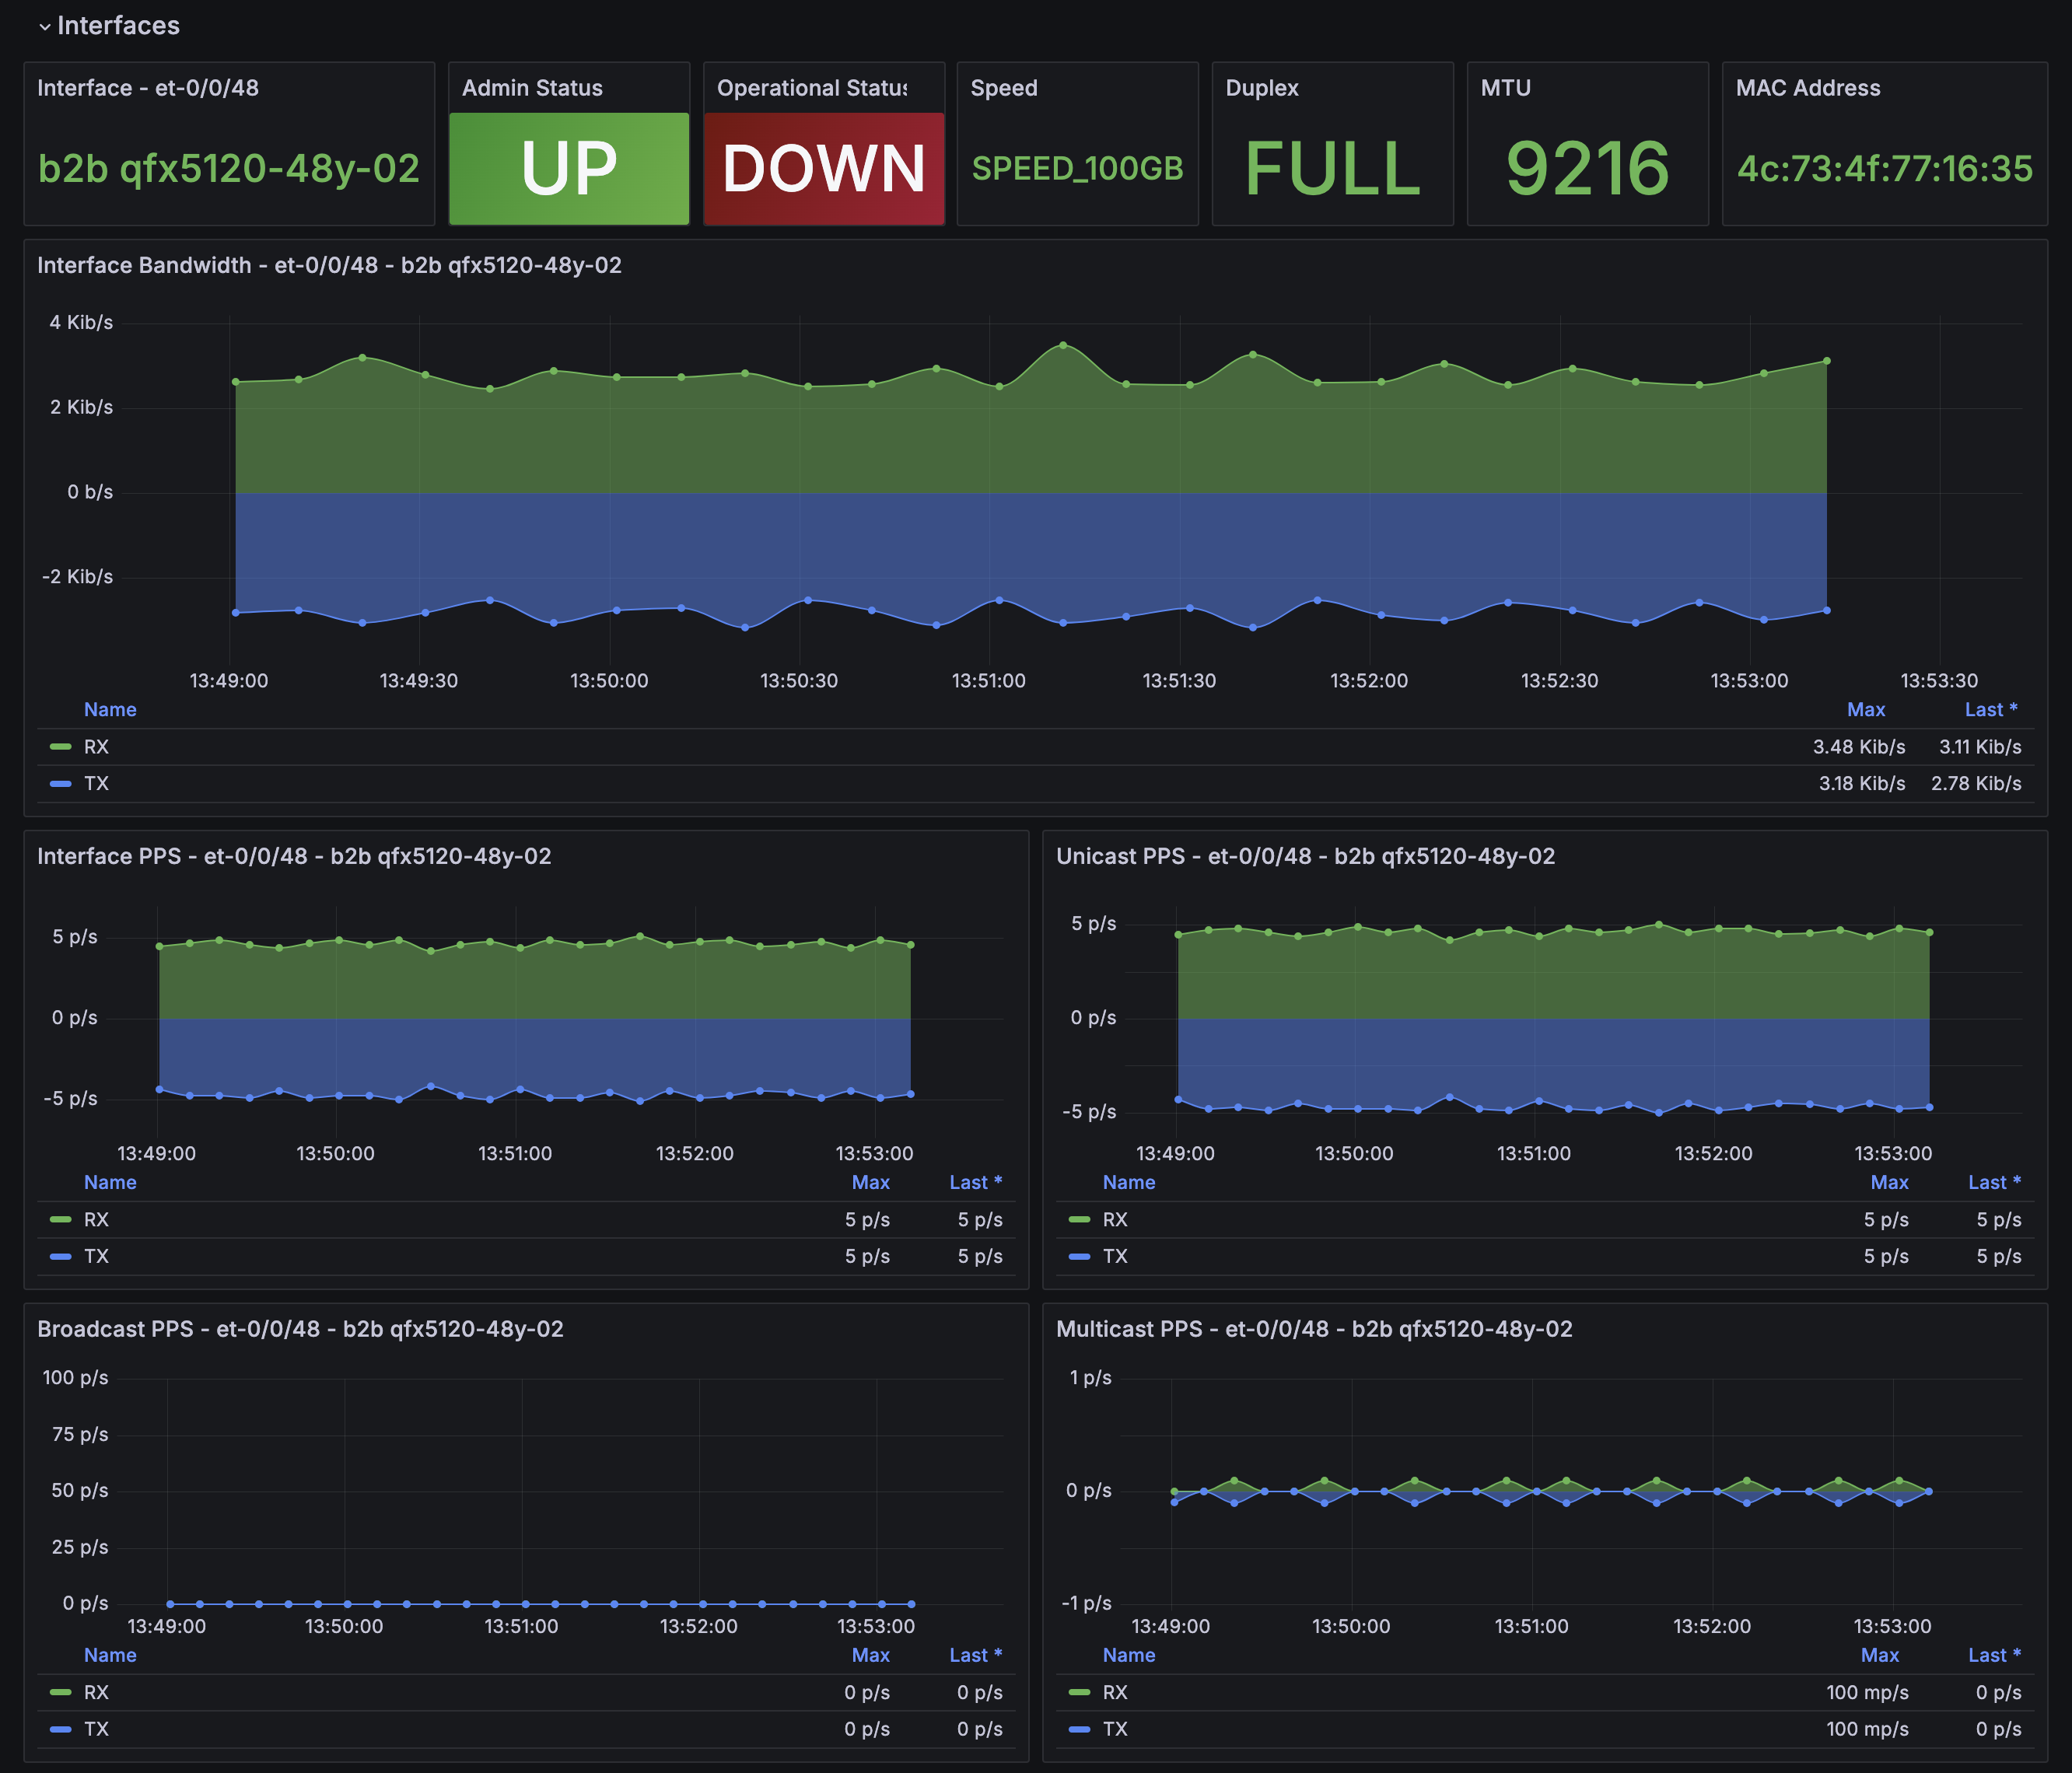 Interfaces
Interface - et-0/0/48
b2b qfx5120-48y-02
Admin Status
UP
Operational Status
DOWN
Speed
SPEED_100GB
Duplex
FULL
MTU
9216
MAC Address
4c:73:4f:77:16:35
Interface Bandwidth - et-0/0/48 - b2b qfx5120-48y-02
4 Kib/s
2 Kib/s
0 b/s
-2 Kib/s
13:49:00 13:49:30 13:50:00 13:50:30 13:51:00 13:51:30 13:52:00 13:52:30 13:53:00 13:53:30
Name Max Last *
RX 3.48 Kib/s 3.11 Kib/s
TX 3.18 Kib/s 2.78 Kib/s
Interface PPS - et-0/0/48 - b2b qfx5120-48y-02
5 p/s
0 p/s
-5 p/s
13:49:00 13:50:00 13:51:00 13:52:00 13:53:00
Name Max Last *
RX 5 p/s 5 p/s
TX 5 p/s 5 p/s
Unicast PPS - et-0/0/48 - b2b qfx5120-48y-02
5 p/s
0 p/s
-5 p/s
13:49:00 13:50:00 13:51:00 13:52:00 13:53:00
Name Max Last *
RX 5 p/s 5 p/s
TX 5 p/s 5 p/s
Broadcast PPS - et-0/0/48 - b2b qfx5120-48y-02
100 p/s
75 p/s
50 p/s
25 p/s
0 p/s
13:49:00 13:50:00 13:51:00 13:52:00 13:53:00
Name Max Last *
RX 0 p/s 0 p/s
TX 0 p/s 0 p/s
Multicast PPS - et-0/0/48 - b2b qfx5120-48y-02
1 p/s
0 p/s
-1 p/s
13:49:00 13:50:00 13:51:00 13:52:00 13:53:00
Name Max Last *
RX 100 mp/s 0 p/s
TX 100 mp/s 0 p/s